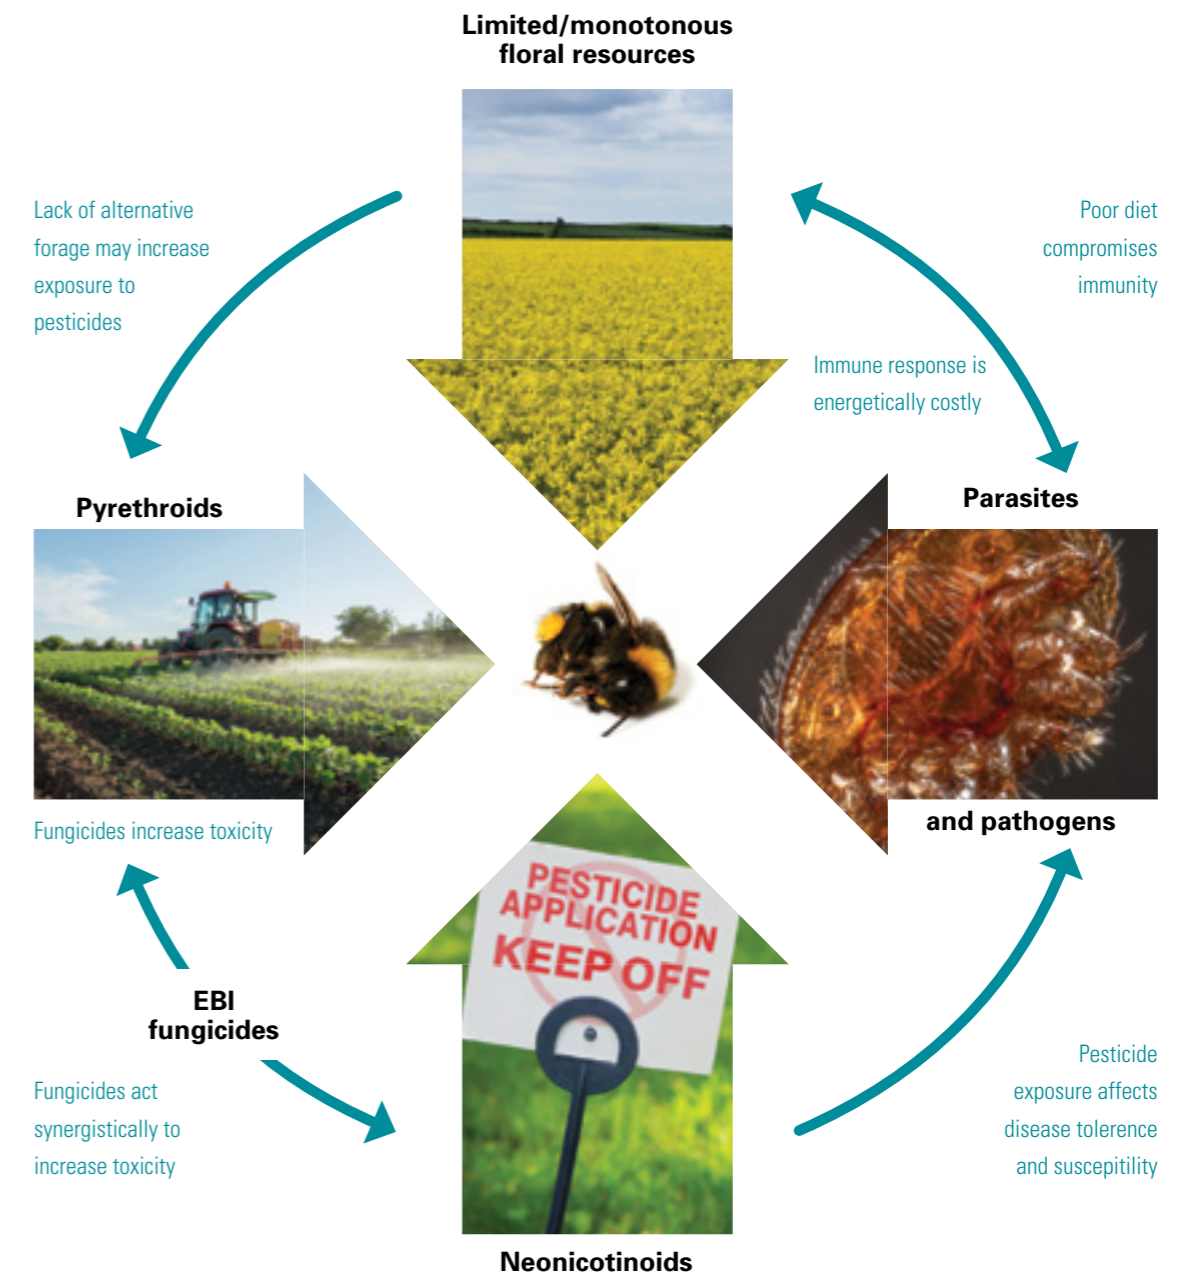 Limited/monotonous
floral resources
Lack of alternative
forage may increase
exposure to
pesticides
Poor diet
compromises
immunity
Immune response is
energetically costly
Pyrethroids
Parasites
and pathogens
Fungicides increase toxicity
PESTICIDE
APPLICATION
KEEP OFF
EBI
fungicides
Fungicides act
synergistically to
increase toxicity
Pesticide
exposure affects
disease tolerence
and suscepitility
Neonicotinoids